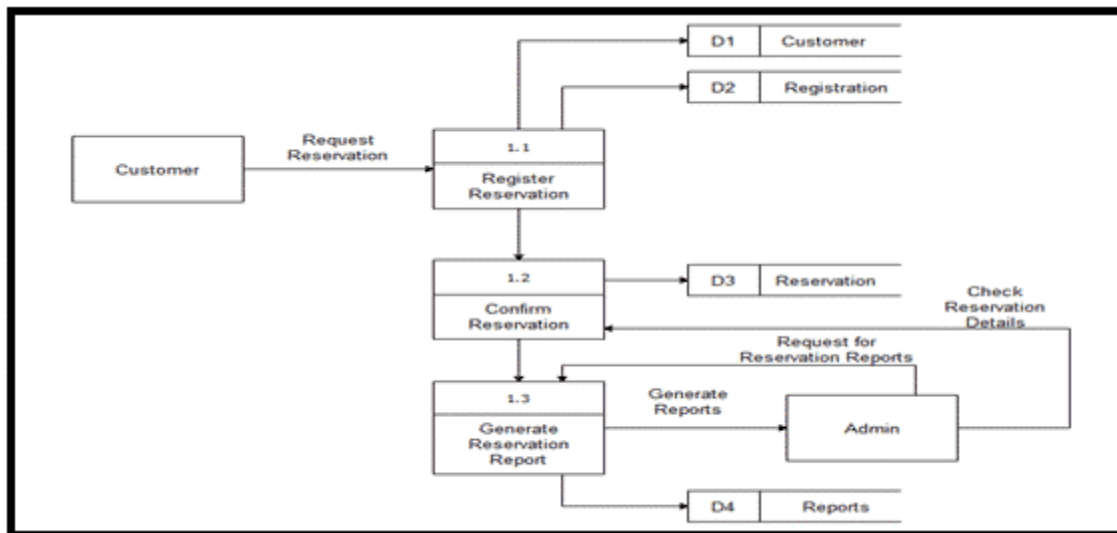 D1 Customer
D2 Registration
Request
Reservation
Customer
1.1
Register
Reservation
1.2
Confirm
Reservation
D3 Reservation
Check
Reservation
Details
Request for
Reservation Reports
1.3
Generate
Reservation
Report
Generate
Reports
Admin
D4 Reports